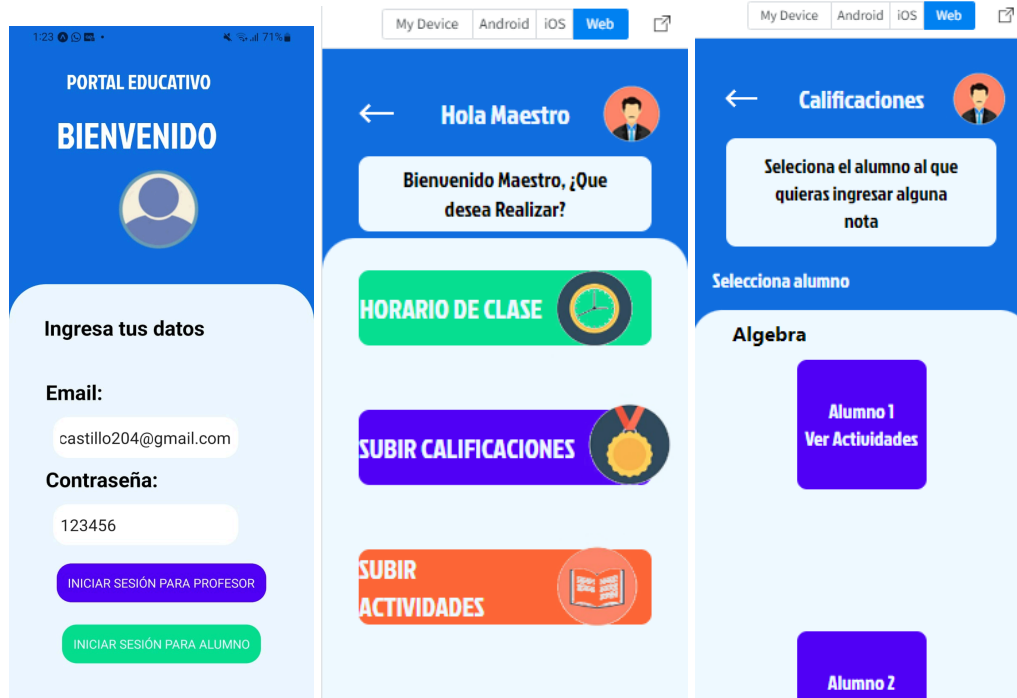 1:23
71%
PORTAL EDUCATIVO
BIENVENIDO
Ingresa tus datos
Email:
castillo204@gmail.com
Contraseña:
123456
INICIAR SESIÓN PARA PROFESOR
INICIAR SESIÓN PARA ALUMNO
My Device Android iOS Web
Hola Maestro
Bienvenido Maestro, ¿Que
desea Realizar?
HORARIO DE CLASE
SUBIR CALIFICACIONES
SUBIR
ACTIVIDADES
My Device Android iOS Web
Calificaciones
Seleciona el alumno al que
quieras ingresar alguna
nota
Selecciona alumno
Algebra
Alumno 1
Ver Actividades
Alumno 2